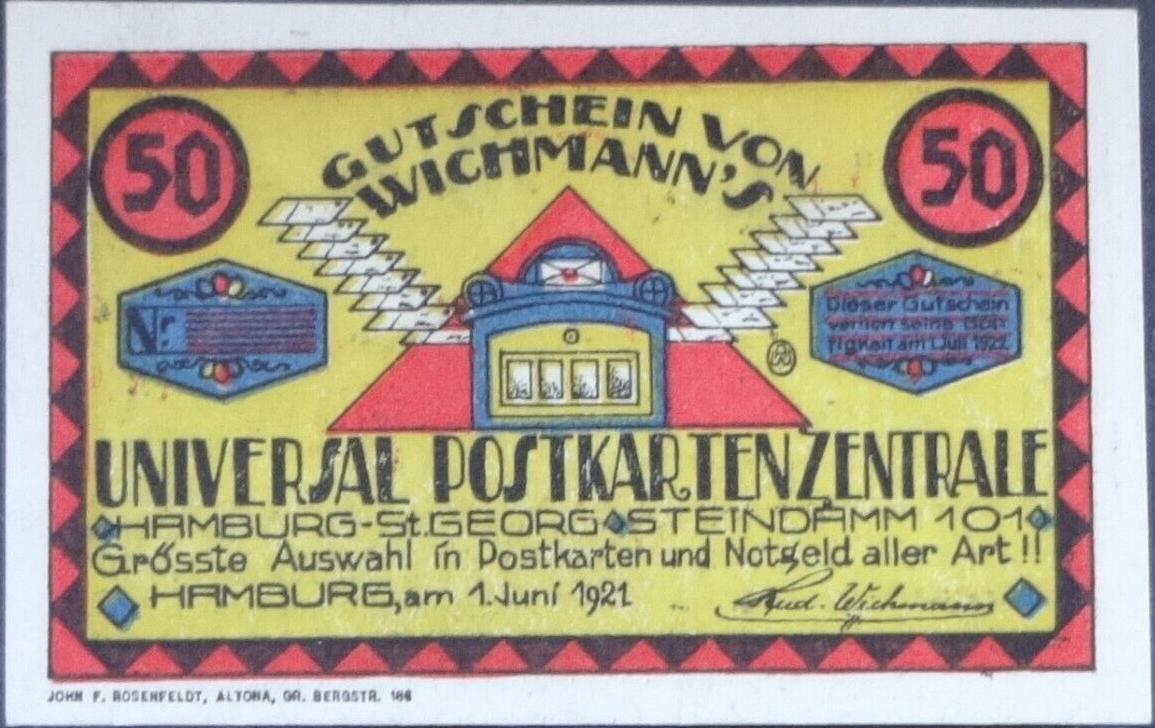 GUTSCHEIN VON
WICHMANN'S
50
50
Nr.
Dieser Gutschein
verliert seine Gül-
tigkeit am 1. Juli 1922
UNIVERSAL POSTKARTENZENTRALE
HAMBURG-St.GEORG STEINDAMM 101
Grösste Auswahl in Postkarten und Notgeld aller Art!!
HAMBURG, am 1. Juni 1921
Rud. Wichmann
JOHN F. ROSENFELDT, ALTONA, GR. BERGSTR. 186